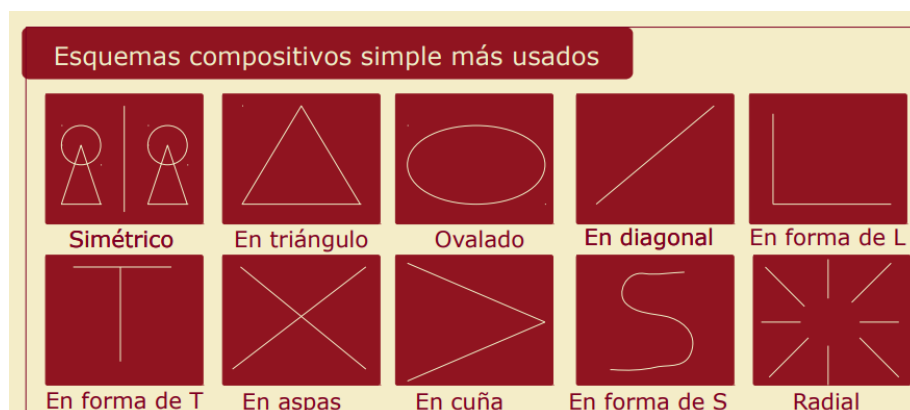 Esquemas compositivos simple más usados
Simétrico En triángulo Ovalado En diagonal En forma de L
En forma de T En aspas En cuña En forma de S Radial